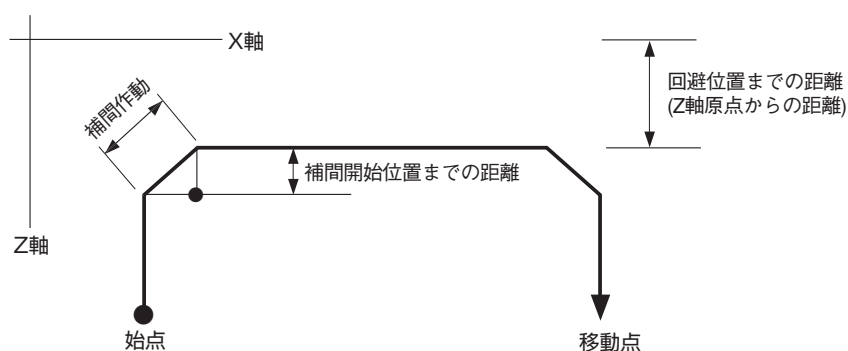 X軸
回避位置までの距離
(Z軸原点からの距離)
補間作動
補間開始位置までの距離
Z軸
始点
移動点